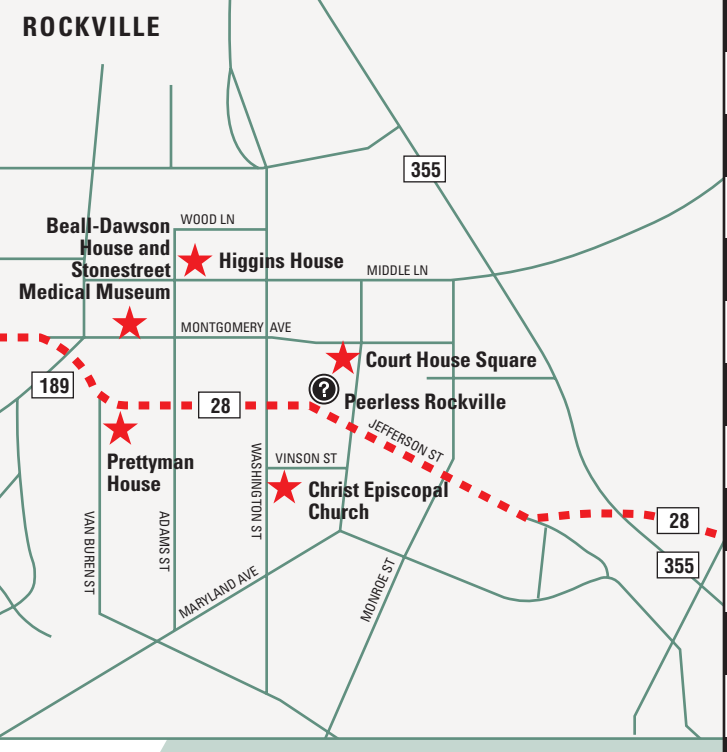 ROCKVILLE
355
WOOD LN
Beall-Dawson
House and
Stonestreet
Medical Museum
Higgins House
MIDDLE LN
MONTGOMERY AVE
Court House Square
189
28
?
Peerless Rockville
JEFFERSON ST
Prettyman
House
WASHINGTON ST
VINSON ST
Christ Episcopal
Church
VAN BUREN ST
ADAMS ST
MARYLAND AVE
MONROE ST
28
355